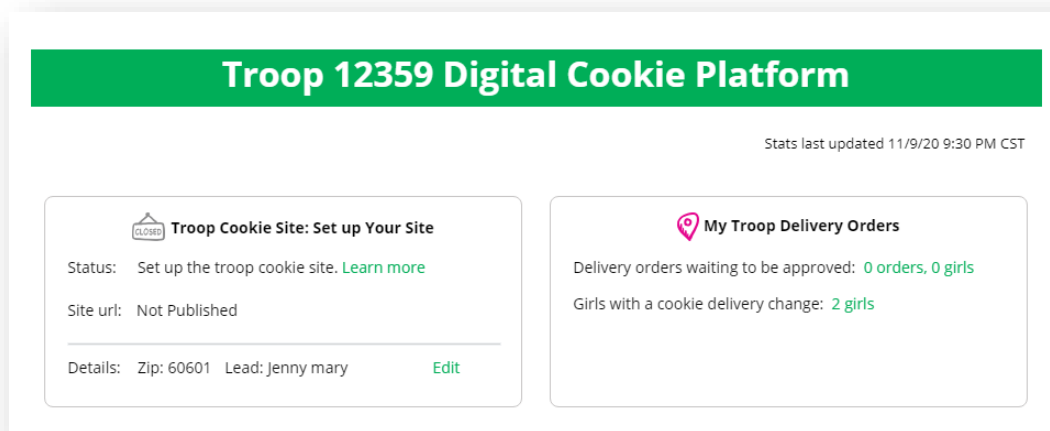 Troop 12359 Digital Cookie Platform
Stats last updated 11/9/20 9:30 PM CST
CLOSED Troop Cookie Site: Set up Your Site
Status: Set up the troop cookie site. Learn more
Site url: Not Published
Details: Zip: 60601 Lead: Jenny mary Edit
My Troop Delivery Orders
Delivery orders waiting to be approved: 0 orders, 0 girls
Girls with a cookie delivery change: 2 girls